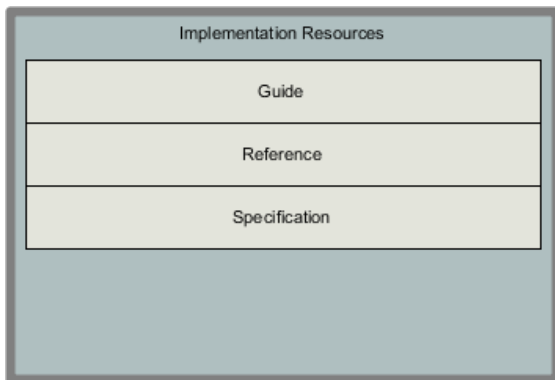 Implementation Resources
Guide
Reference
Specification